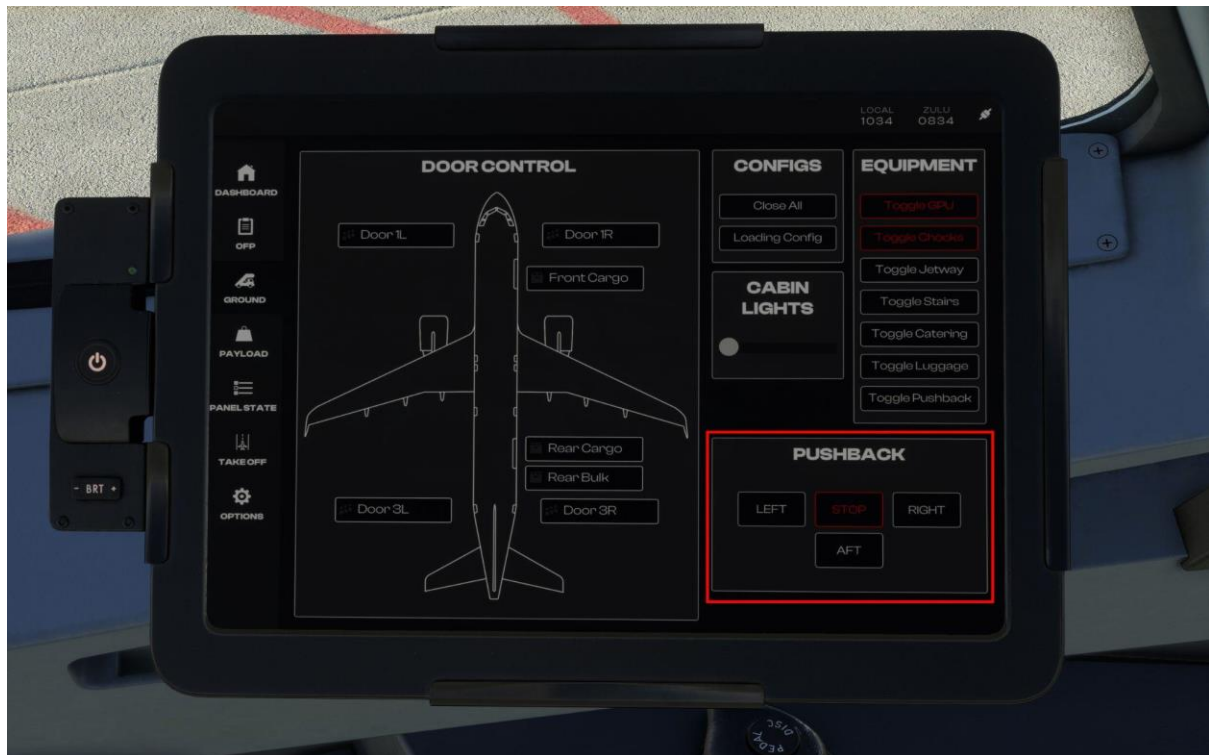 LOCAL ZULU
1034 0834
DASHBOARD
OFP
GROUND
PAYLOAD
PANEL STATE
TAKEOFF
OPTIONS
- BRT +
DOOR CONTROL
Door 1L
Door 1R
Front Cargo
Rear Cargo
Rear Bulk
Door 3L
Door 3R
CONFIGS
Close All
Loading Config
CABIN
LIGHTS
EQUIPMENT
Toggle GPU
Toggle Chocks
Toggle Jetway
Toggle Stairs
Toggle Catering
Toggle Luggage
Toggle Pushback
PUSHBACK
LEFT STOP RIGHT
AFT
PEDAL
DISC